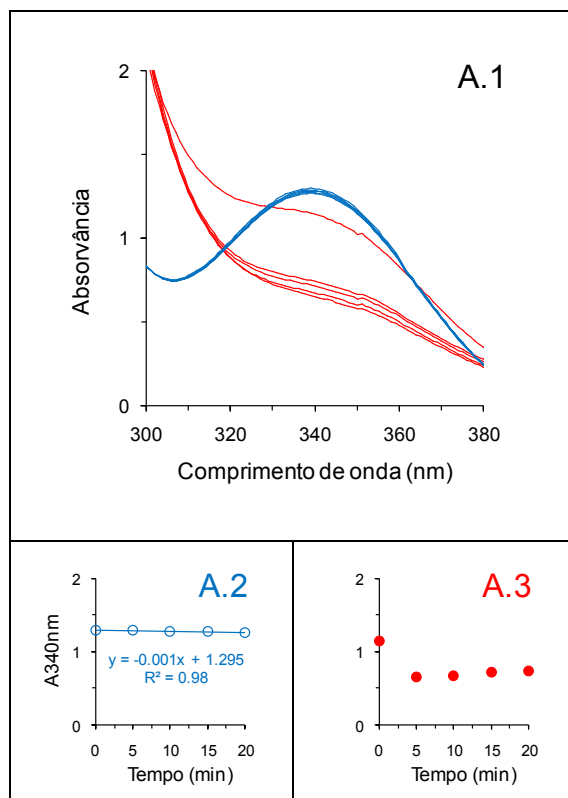 A.1
2
1
0
Absorvância
300 320 340 360 380
Comprimento de onda (nm)
A.2
2
1
0
A340nm
y = -0.001x + 1.295
R² = 0.98
0 5 10 15 20
Tempo (min)
A.3
2
1
0
0 5 10 15 20
Tempo (min)